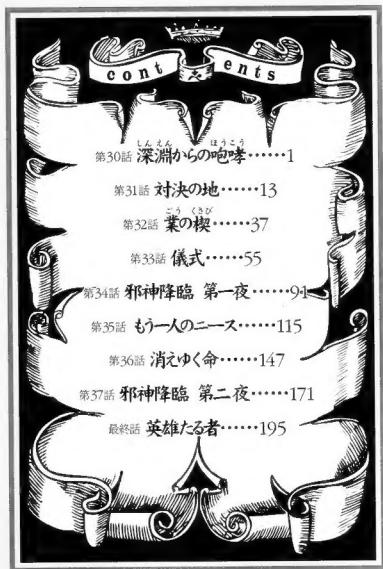 contents
第30話 深淵からの咆哮……1
第31話 対決の地……13
第32話 業の楔……37
第33話 儀式……55
第34話 邪神降臨 第一夜……91
第35話 もう一人のニース……115
第36話 消えゆく命……147
第37話 邪神降臨 第二夜……171
最終話 英雄たる者……195